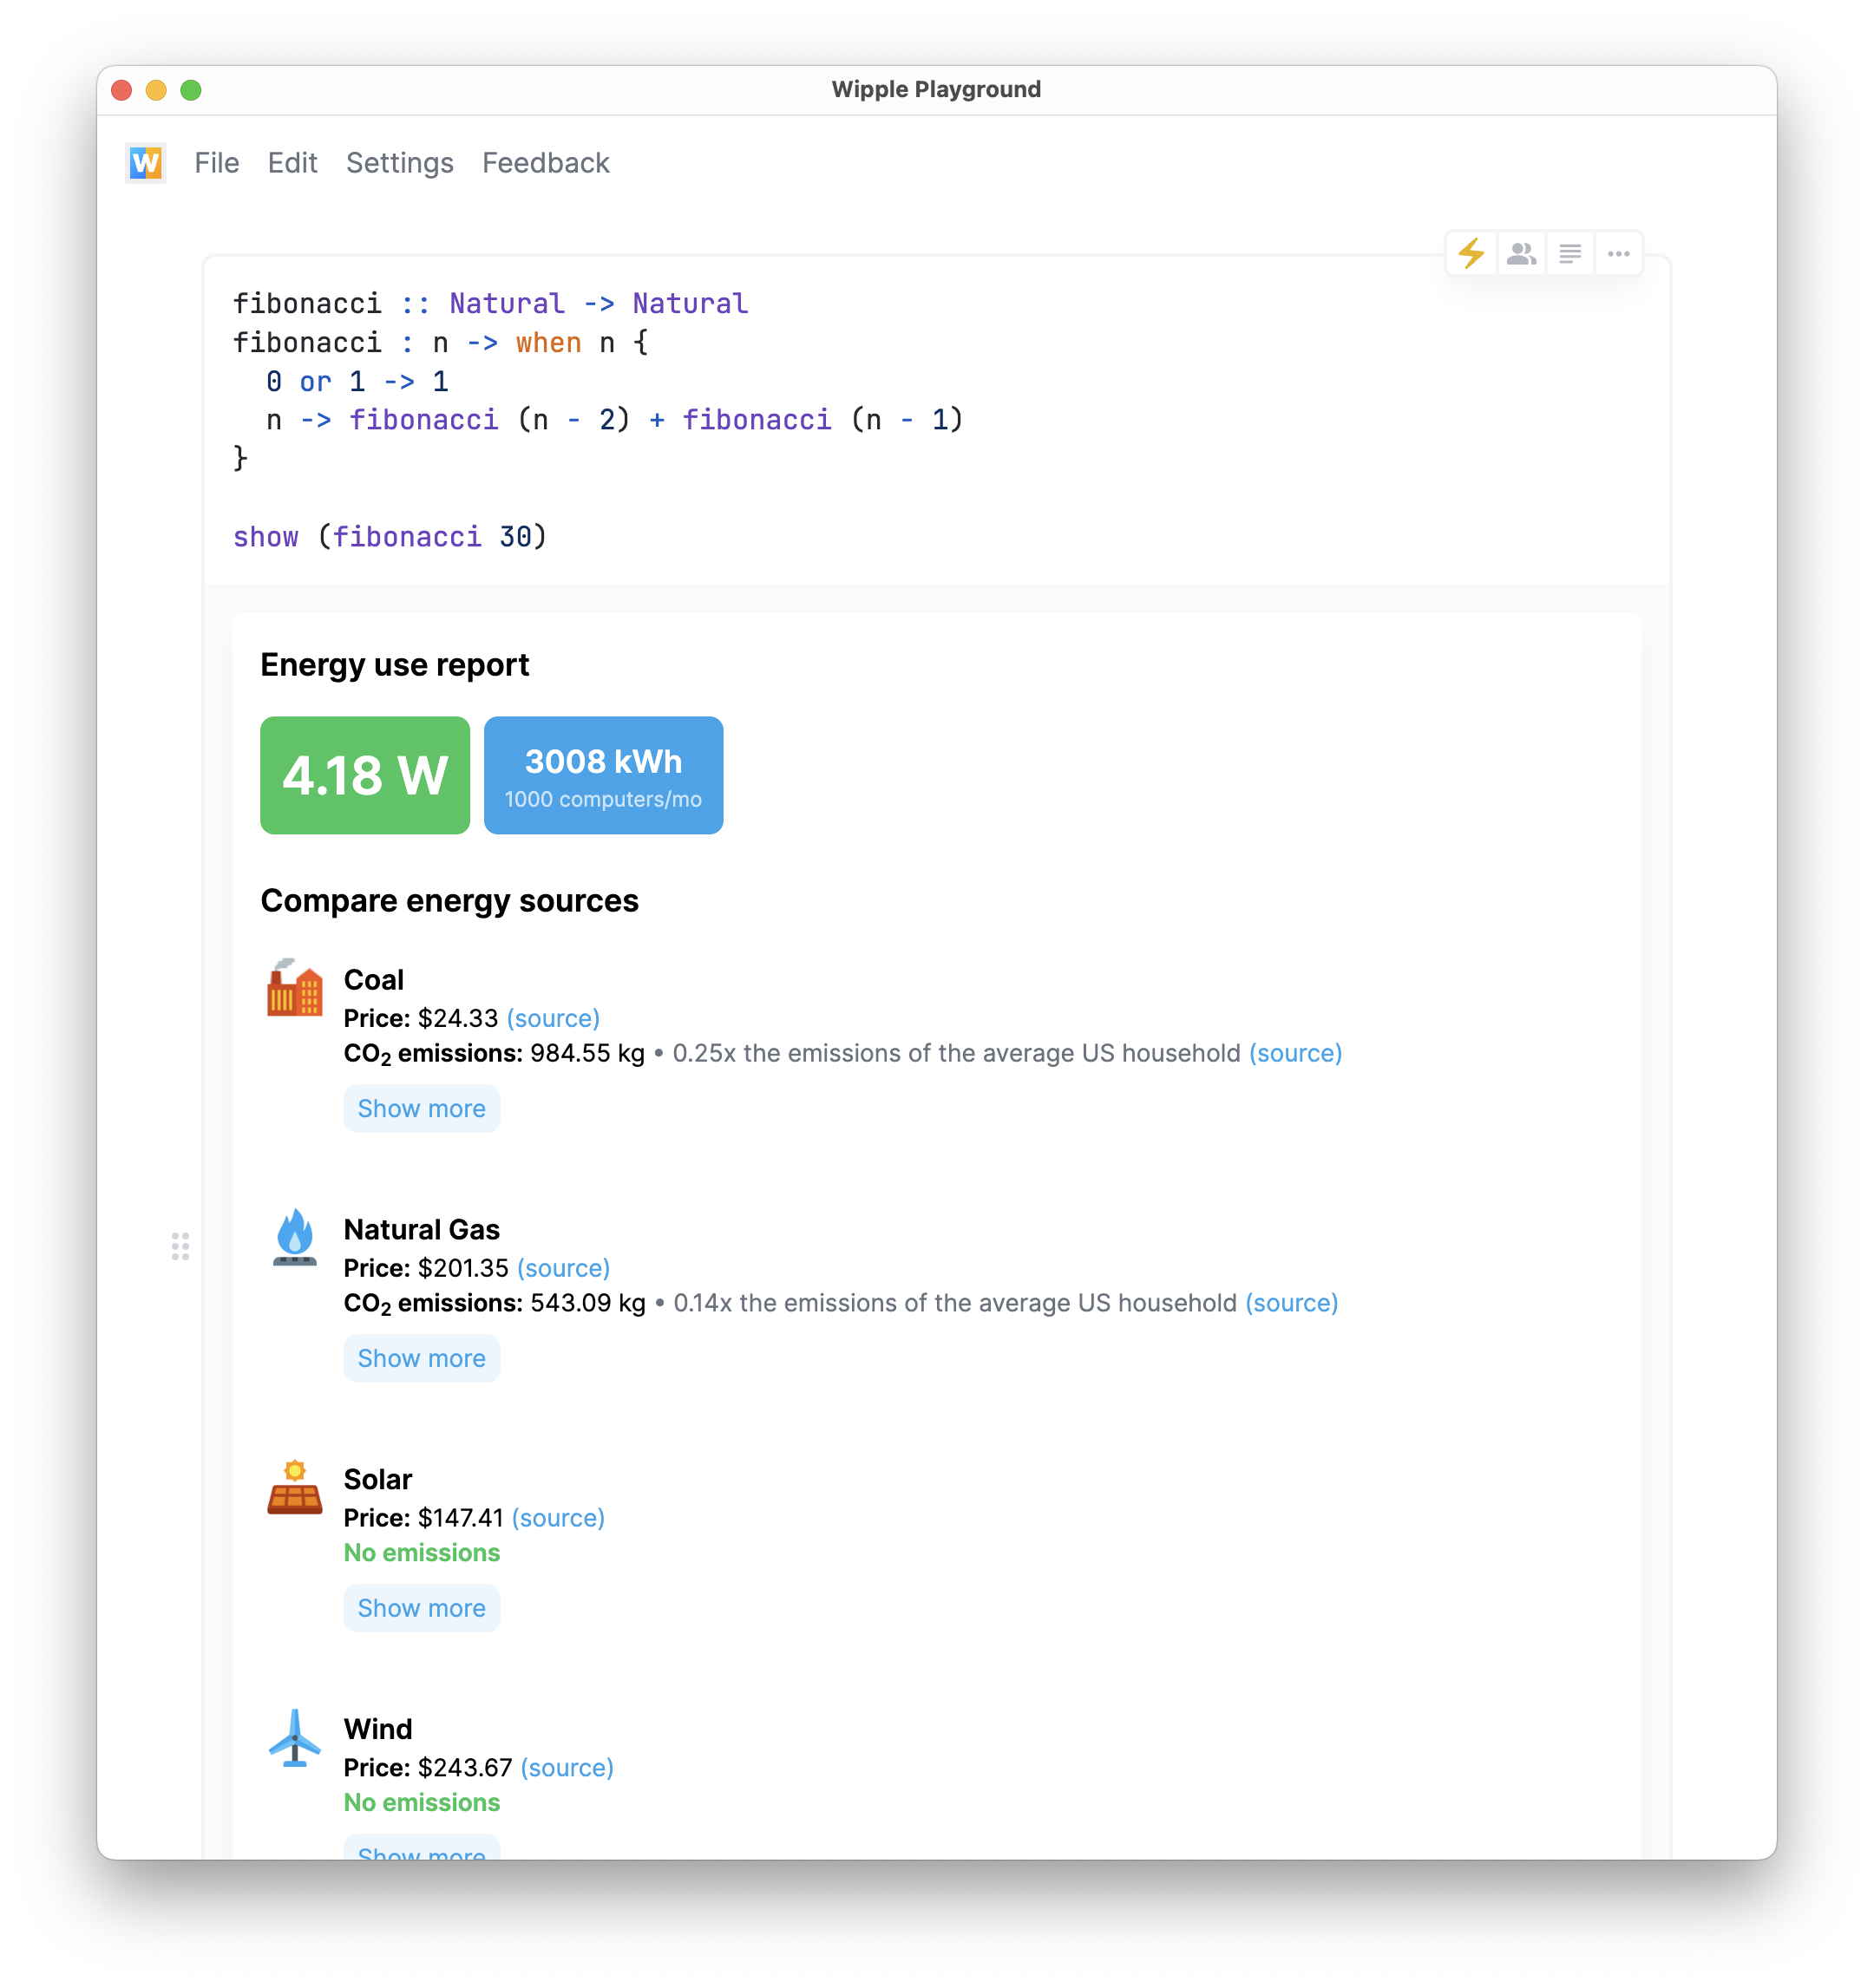 Wipple Playground
W File Edit Settings Feedback
fibonacci :: Natural -> Natural
fibonacci : n -> when n {
  0 or 1 -> 1
  n -> fibonacci (n - 2) + fibonacci (n - 1)
}
show (fibonacci 30)
Energy use report
4.18 W
3008 kWh
1000 computers/mo
Compare energy sources
Coal
Price: $24.33 (source)
CO₂ emissions: 984.55 kg • 0.25x the emissions of the average US household (source)
Show more
Natural Gas
Price: $201.35 (source)
CO₂ emissions: 543.09 kg • 0.14x the emissions of the average US household (source)
Show more
Solar
Price: $147.41 (source)
No emissions
Show more
Wind
Price: $243.67 (source)
No emissions
Show more